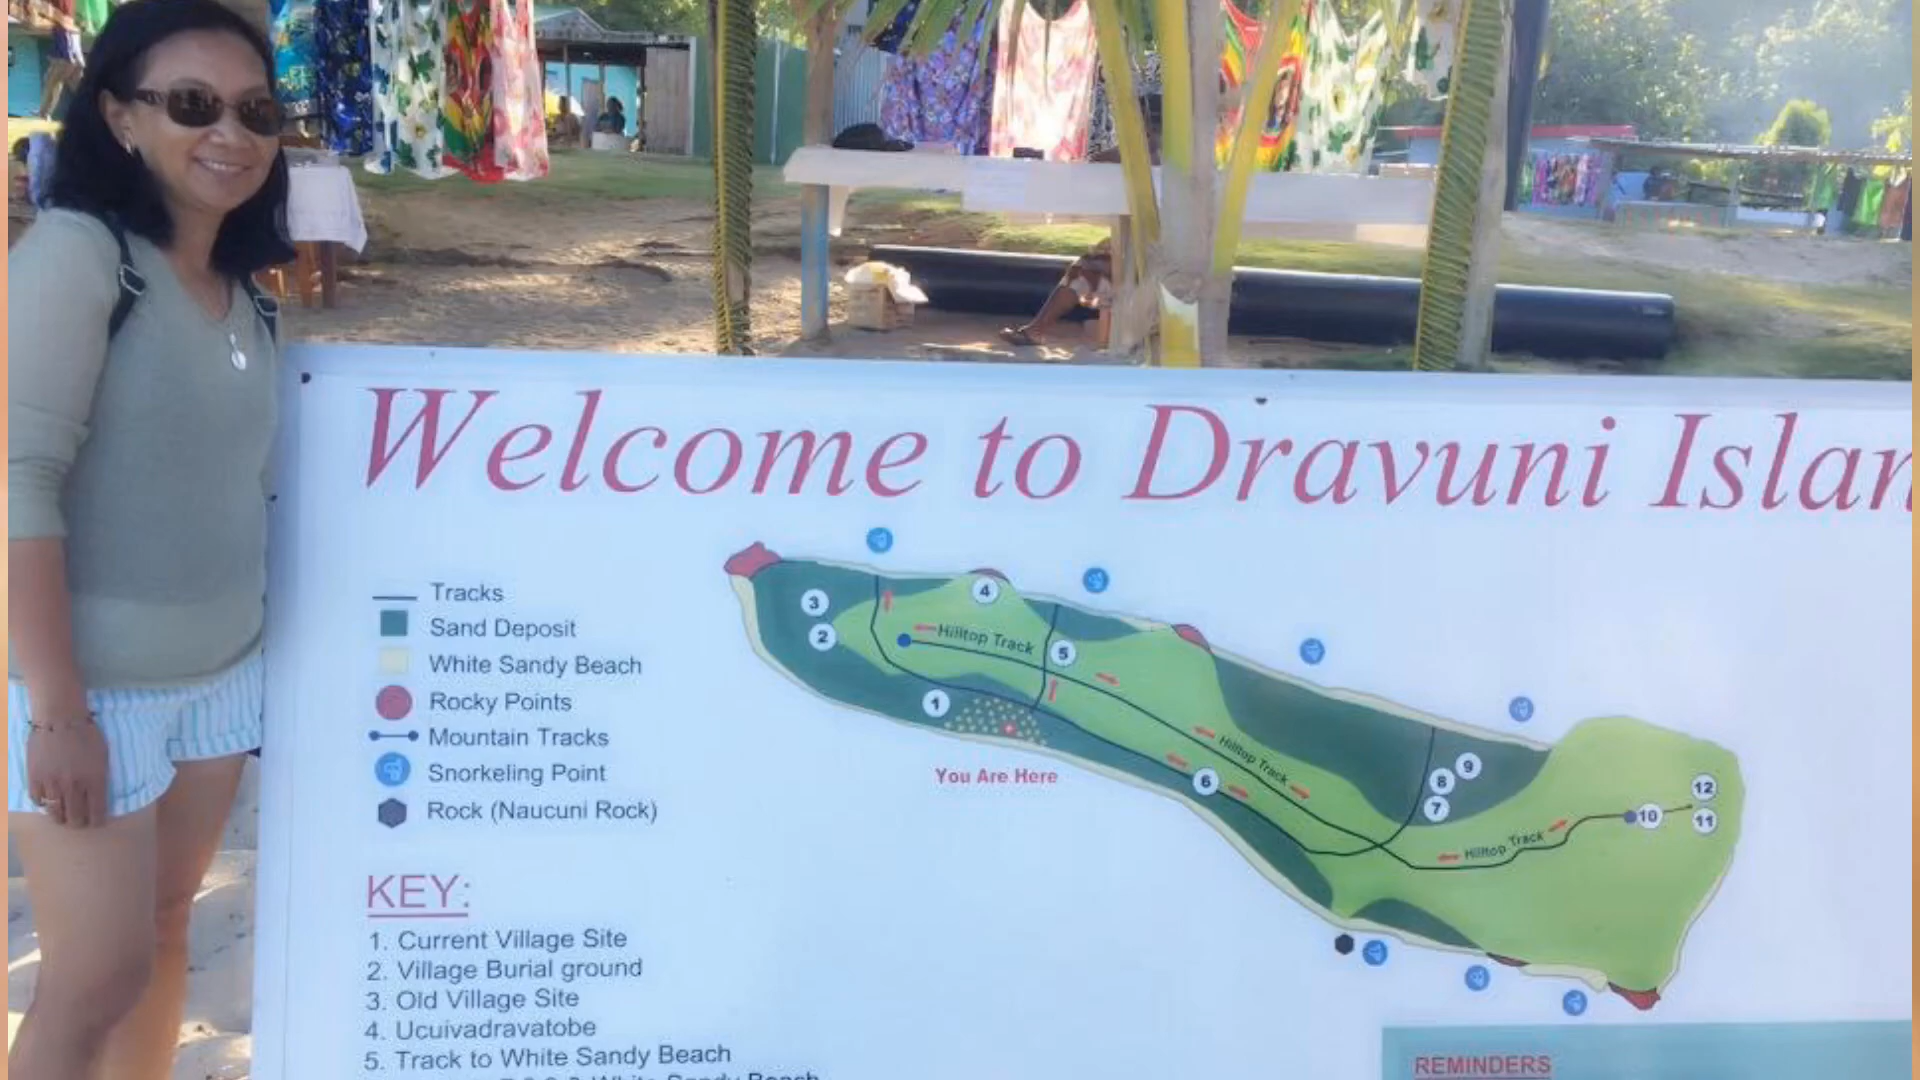 Welcome to Dravuni Islan
Tracks
Sand Deposit
White Sandy Beach
Rocky Points
Mountain Tracks
Snorkeling Point
Rock (Naucuni Rock)
3
2
4
Hilltop Track
5
1
You Are Here
Hilltop Track
6
9
8
7
12
10
11
Hilltop Track
KEY:
1. Current Village Site
2. Village Burial ground
3. Old Village Site
4. Ucuivadravatobe
5. Track to White Sandy Beach
& White Sandy Beach
REMINDERS